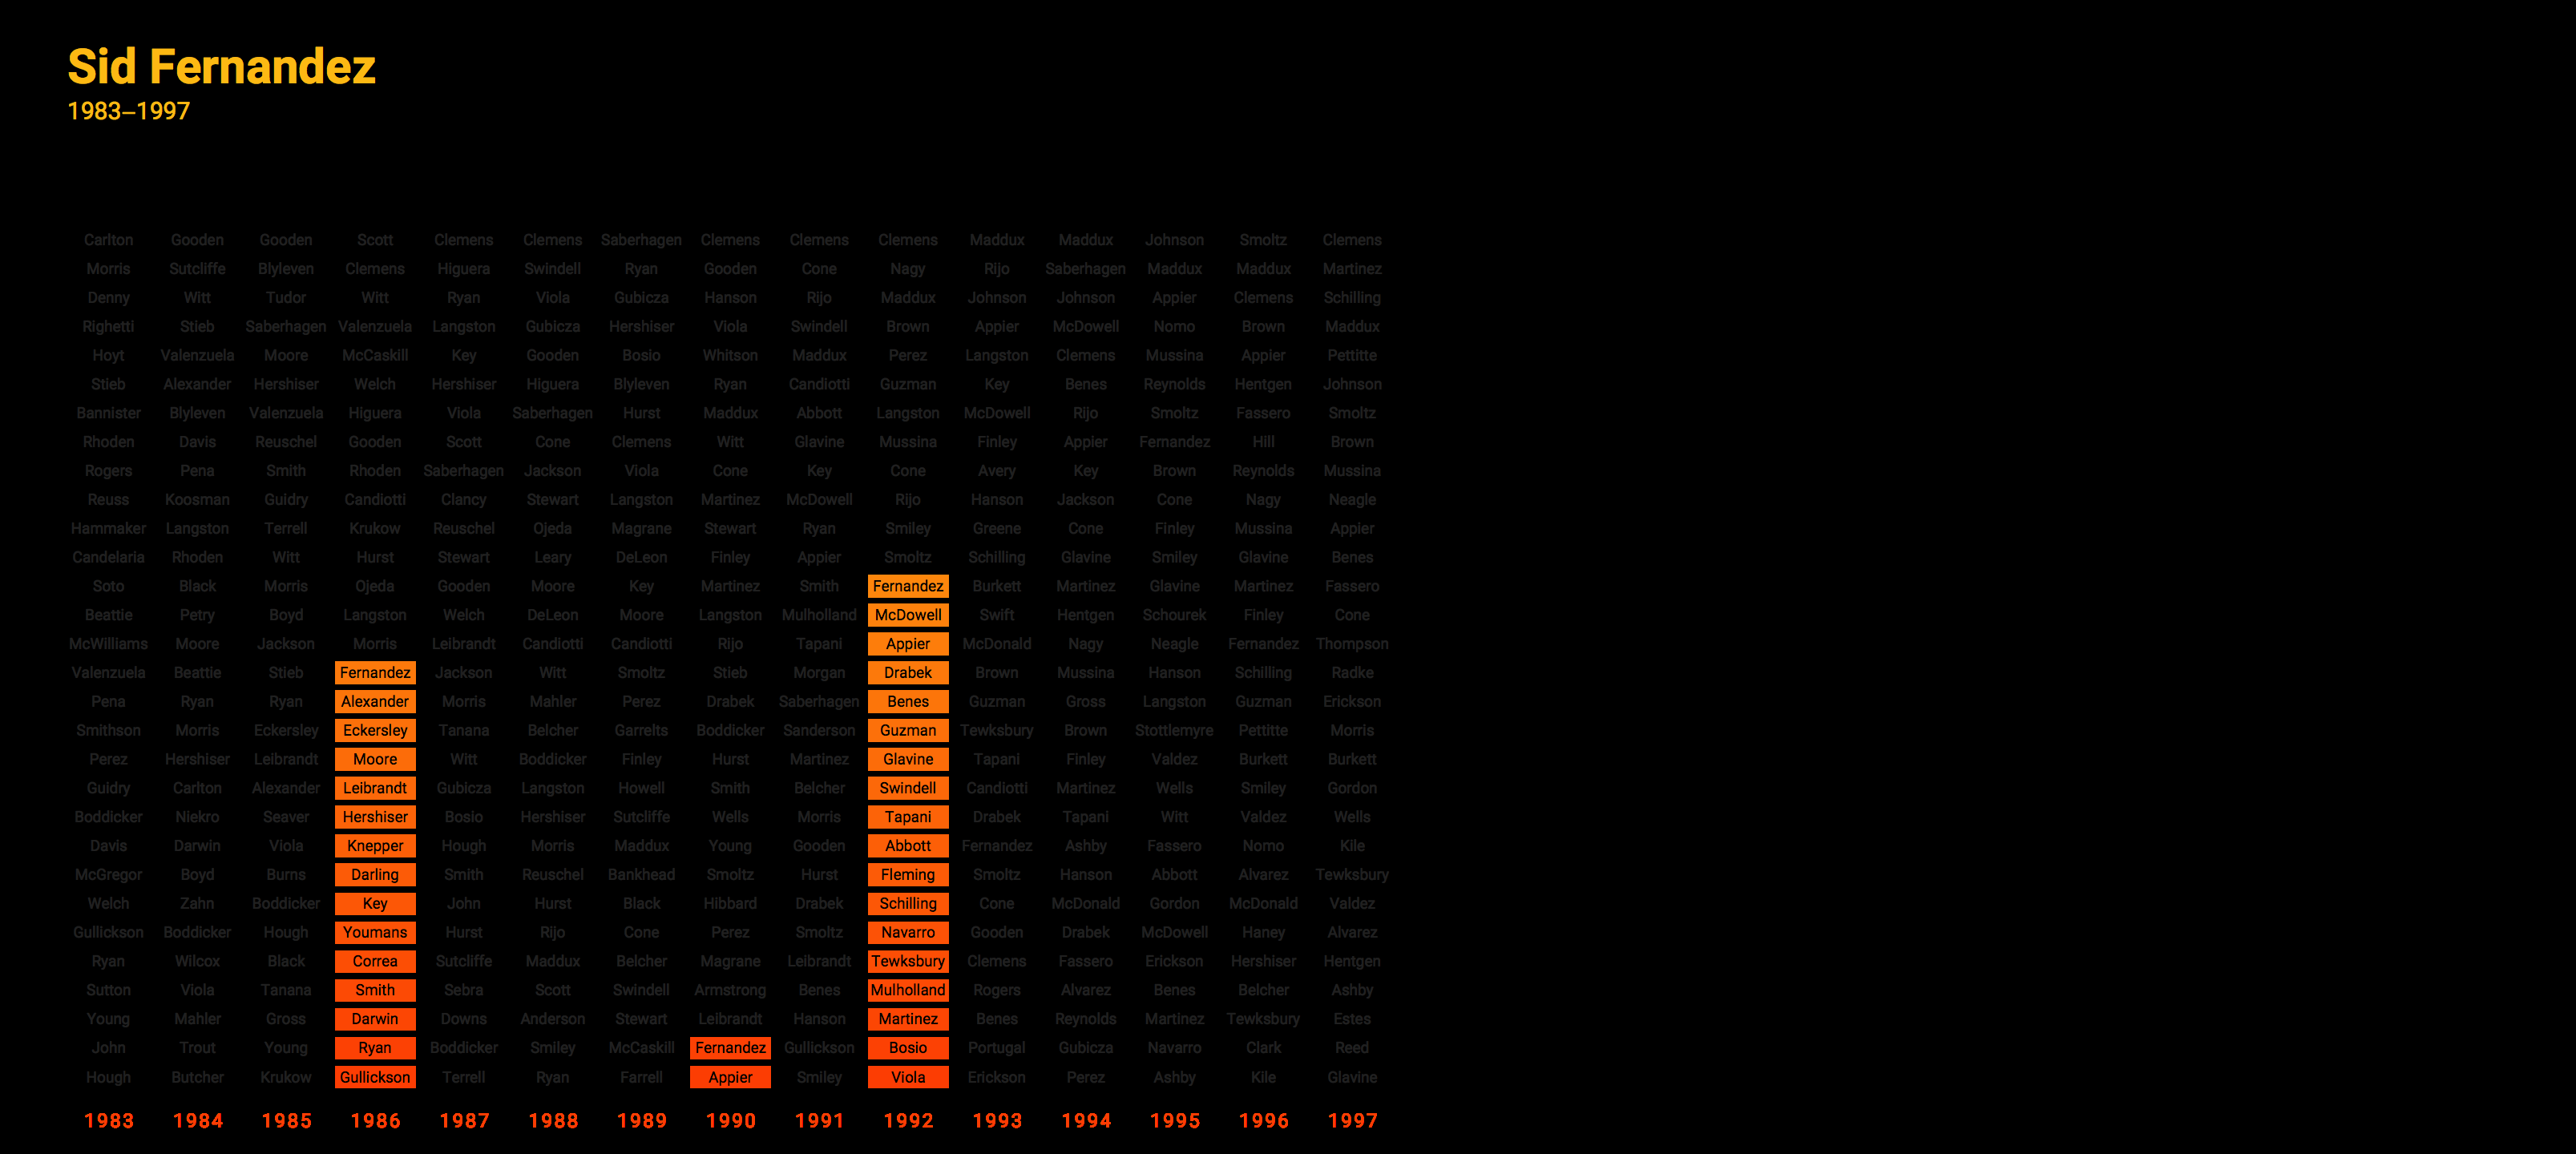 Sid Fernandez
1983–1997
Carlton Gooden Gooden Scott Clemens Clemens Saberhagen Clemens Clemens Clemens Maddux Maddux Johnson Smoltz Clemens
Morris Sutcliffe Blyleven Clemens Higuera Swindell Ryan Gooden Cone Nagy Rijo Saberhagen Maddux Maddux Martinez
Denny Witt Tudor Witt Ryan Viola Gubicza Hanson Rijo Maddux Johnson Johnson Appier Clemens Schilling
Righetti Stieb Saberhagen Valenzuela Langston Gubicza Hershiser Viola Swindell Brown Appier McDowell Nomo Brown Maddux
Hoyt Valenzuela Moore McCaskill Key Gooden Bosio Whitson Maddux Perez Langston Clemens Mussina Appier Pettitte
Stieb Alexander Hershiser Welch Hershiser Higuera Blyleven Ryan Candiotti Guzman Key Benes Reynolds Hentgen Johnson
Bannister Blyleven Valenzuela Higuera Viola Saberhagen Hurst Maddux Abbott Langston McDowell Rijo Smoltz Fassero Smoltz
Rhoden Davis Reuschel Gooden Scott Cone Clemens Witt Glavine Mussina Finley Appier Fernandez Hill Brown
Rogers Pena Smith Rhoden Saberhagen Jackson Viola Cone Key Cone Avery Key Brown Reynolds Mussina
Reuss Koosman Guidry Candiotti Clancy Stewart Langston Martinez McDowell Rijo Hanson Jackson Cone Nagy Neagle
Hammaker Langston Terrell Krukow Reuschel Ojeda Magrane Stewart Ryan Smiley Greene Cone Finley Mussina Appier
Candelaria Rhoden Witt Hurst Stewart Leary DeLeon Finley Appier Smoltz Schilling Glavine Smiley Glavine Benes
Soto Black Morris Ojeda Gooden Moore Key Martinez Smith Fernandez Burkett Martinez Glavine Martinez Fassero
Beattie Petry Boyd Langston Welch DeLeon Moore Langston Mulholland McDowell Swift Hentgen Schourek Finley Cone
McWilliams Moore Jackson Morris Leibrandt Candiotti Candiotti Rijo Tapani Appier McDonald Nagy Neagle Fernandez Thompson
Valenzuela Beattie Stieb Fernandez Jackson Witt Smoltz Stieb Morgan Drabek Brown Mussina Hanson Schilling Radke
Pena Ryan Ryan Alexander Morris Mahler Perez Drabek Saberhagen Benes Guzman Gross Langston Guzman Erickson
Smithson Morris Eckersley Eckersley Tanana Belcher Garrelts Boddicker Sanderson Guzman Tewksbury Brown Stottlemyre Pettitte Morris
Perez Hershiser Leibrandt Moore Witt Boddicker Finley Hurst Martinez Glavine Tapani Finley Valdez Burkett Burkett
Guidry Carlton Alexander Leibrandt Gubicza Langston Howell Smith Belcher Swindell Candiotti Martinez Wells Smiley Gordon
Boddicker Niekro Seaver Hershiser Bosio Hershiser Sutcliffe Wells Morris Tapani Drabek Tapani Witt Valdez Wells
Davis Darwin Viola Knepper Hough Morris Maddux Young Gooden Abbott Fernandez Ashby Fassero Nomo Kile
McGregor Boyd Burns Darling Smith Reuschel Bankhead Smoltz Hurst Fleming Smoltz Hanson Abbott Alvarez Tewksbury
Welch Zahn Boddicker Key John Hurst Black Hibbard Drabek Schilling Cone McDonald Gordon McDonald Valdez
Gullickson Boddicker Hough Youmans Hurst Rijo Cone Perez Smoltz Navarro Gooden Drabek McDowell Haney Alvarez
Ryan Wilcox Black Correa Sutcliffe Maddux Belcher Magrane Leibrandt Tewksbury Clemens Fassero Erickson Hershiser Hentgen
Sutton Viola Tanana Smith Sebra Scott Swindell Armstrong Benes Mulholland Rogers Alvarez Benes Belcher Ashby
Young Mahler Gross Darwin Downs Anderson Stewart Leibrandt Hanson Martinez Benes Reynolds Martinez Tewksbury Estes
John Trout Young Ryan Boddicker Smiley McCaskill Fernandez Gullickson Bosio Portugal Gubicza Navarro Clark Reed
Hough Butcher Krukow Gullickson Terrell Ryan Farrell Appier Smiley Viola Erickson Perez Ashby Kile Glavine
1983 1984 1985 1986 1987 1988 1989 1990 1991 1992 1993 1994 1995 1996 1997